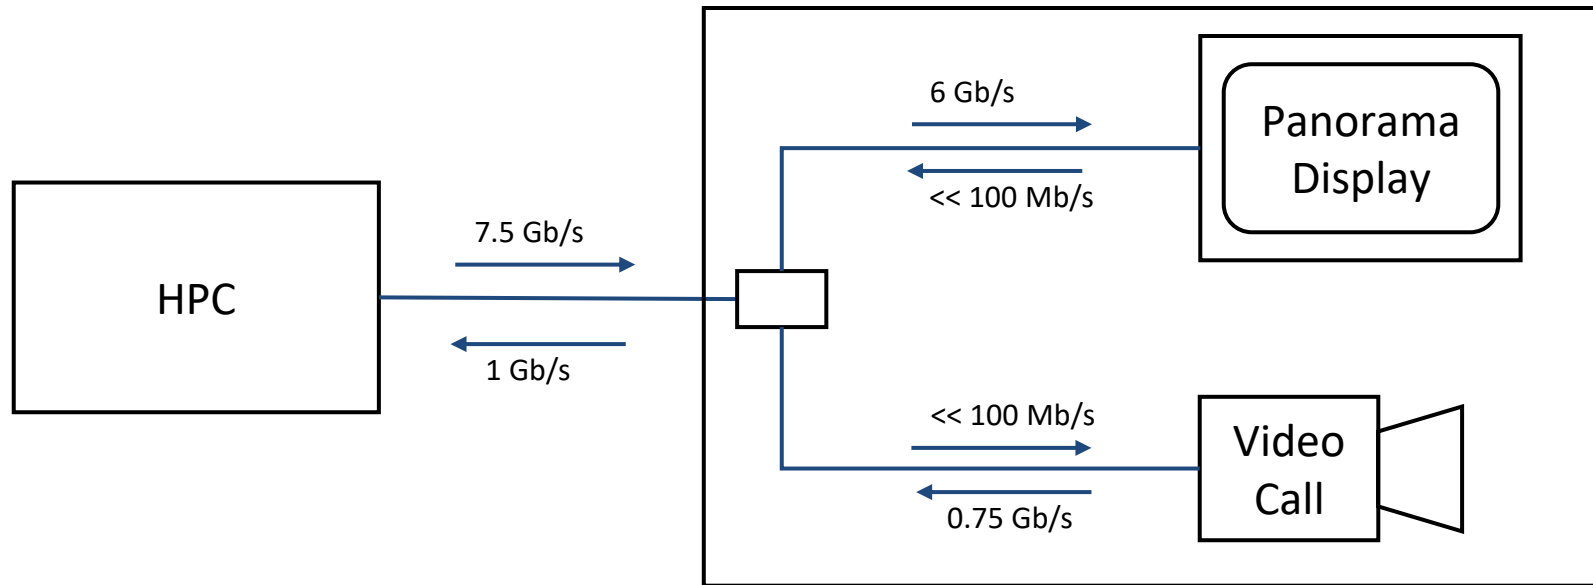 6 Gb/s
Panorama
Display
<< 100 Mb/s
7.5 Gb/s
HPC
1 Gb/s
<< 100 Mb/s
Video
Call
0.75 Gb/s